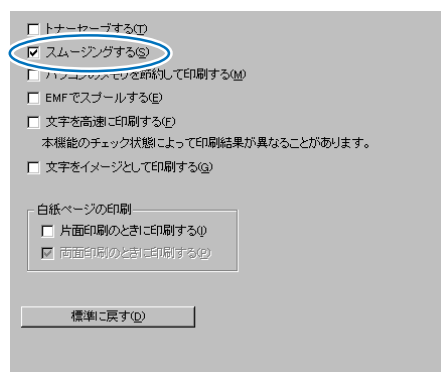 トナーセーブする(T)
スムージングする(S)
パソコンのメモリを節約して印刷する(M)
EMFでスプールする(E)
文字を高速に印刷する(F)
本機能のチェック状態によって印刷結果が異なることがあります。
文字をイメージとして印刷する(G)
白紙ページの印刷
片面印刷のときに印刷する(I)
両面印刷のときに印刷する(P)
標準に戻す(D)